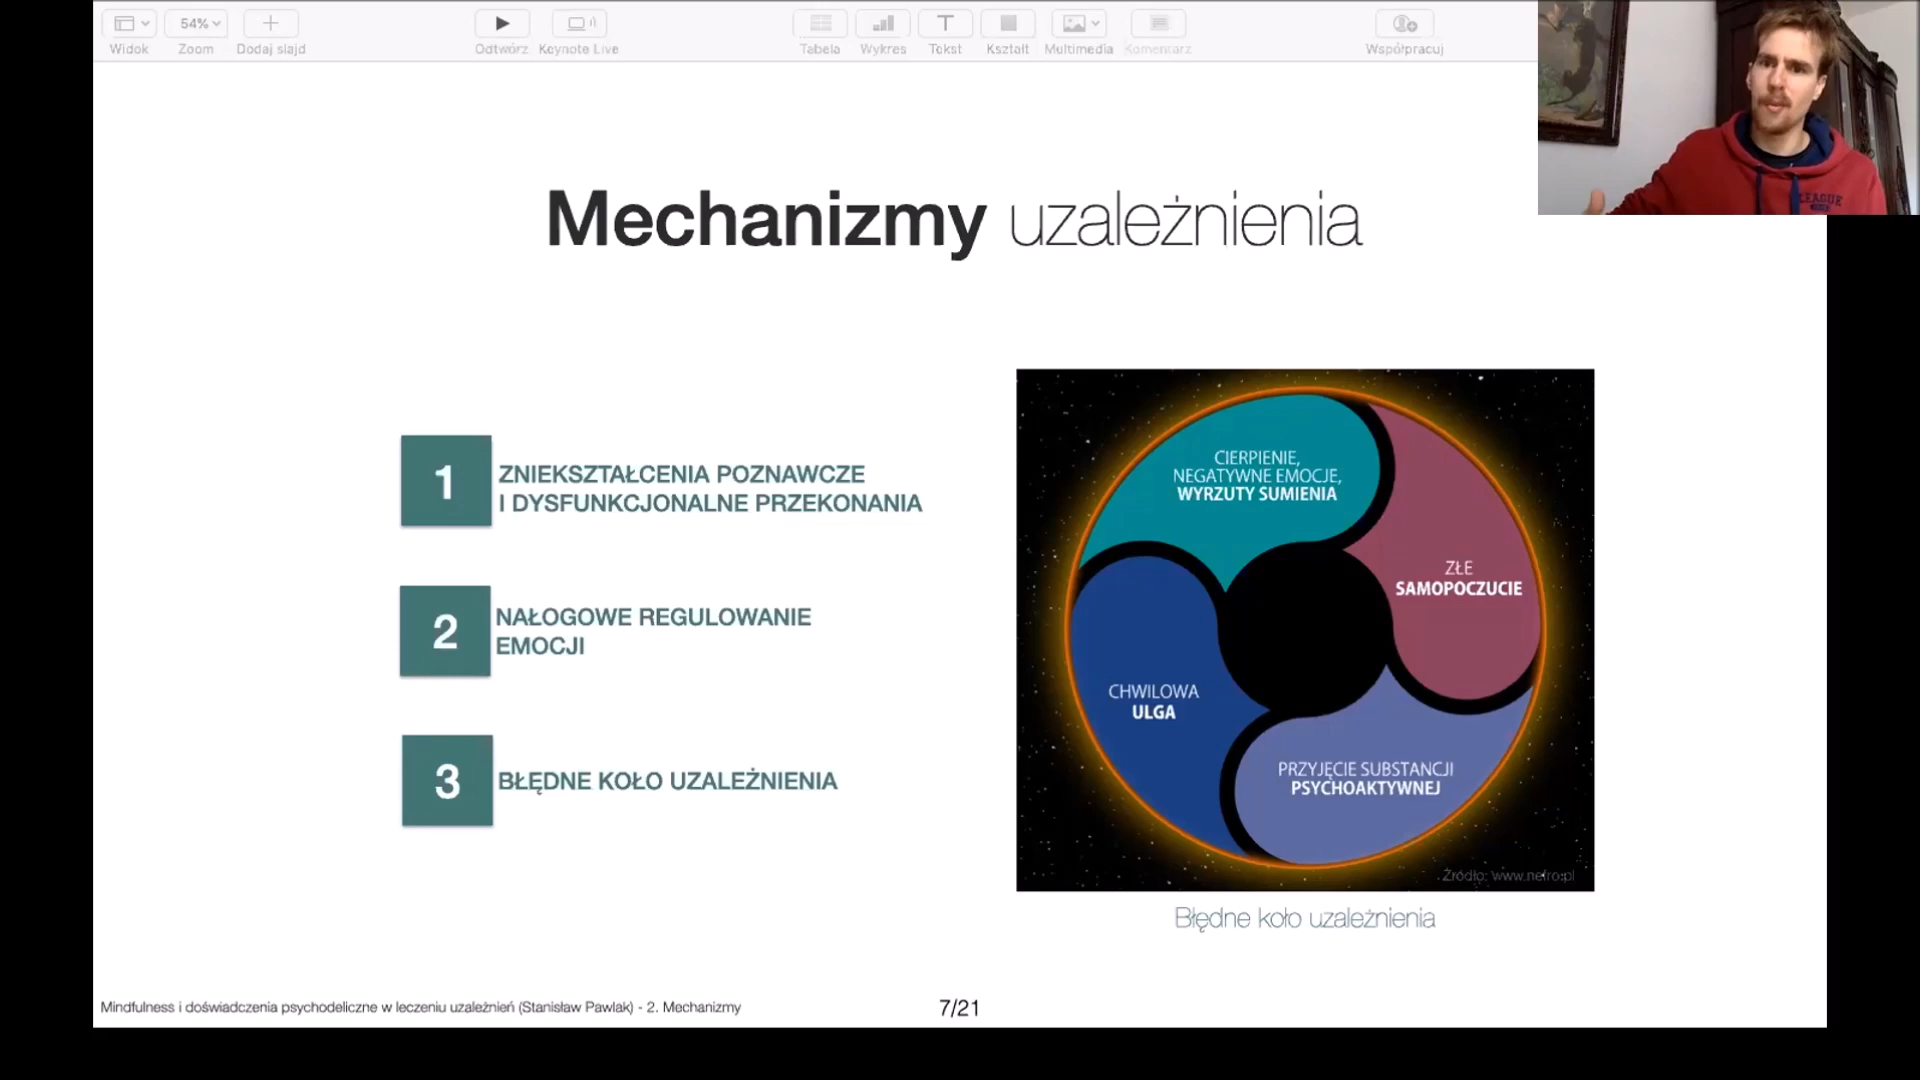 54%
Widok
Zoom
Dodaj slajd
Odtwórz
Keynote Live
Tabela
Wykres
Tekst
Kształt
Multimedia
Komentarz
Współpracuj
LEAGUE
Mechanizmy uzależnienia
1
ZNIEKSZTAŁCENIA POZNAWCZE
I DYSFUNKCJONALNE PRZEKONANIA
2
NAŁOGOWE REGULOWANIE
EMOCJI
3
BŁĘDNE KOŁO UZALEŻNIENIA
CIERPIENIE,
NEGATYWNE EMOCJE,
WYRZUTY SUMIENIA
ZŁE
SAMOPOCZUCIE
CHWILOWA
ULGA
PRZYJĘCIE SUBSTANCJI
PSYCHOAKTYWNEJ
Źródło: www.nefro.pl
Błędne koło uzależnienia
Mindfulness i doświadczenia psychodeliczne w leczeniu uzależnień (Stanisław Pawlak) - 2. Mechanizmy
7/21